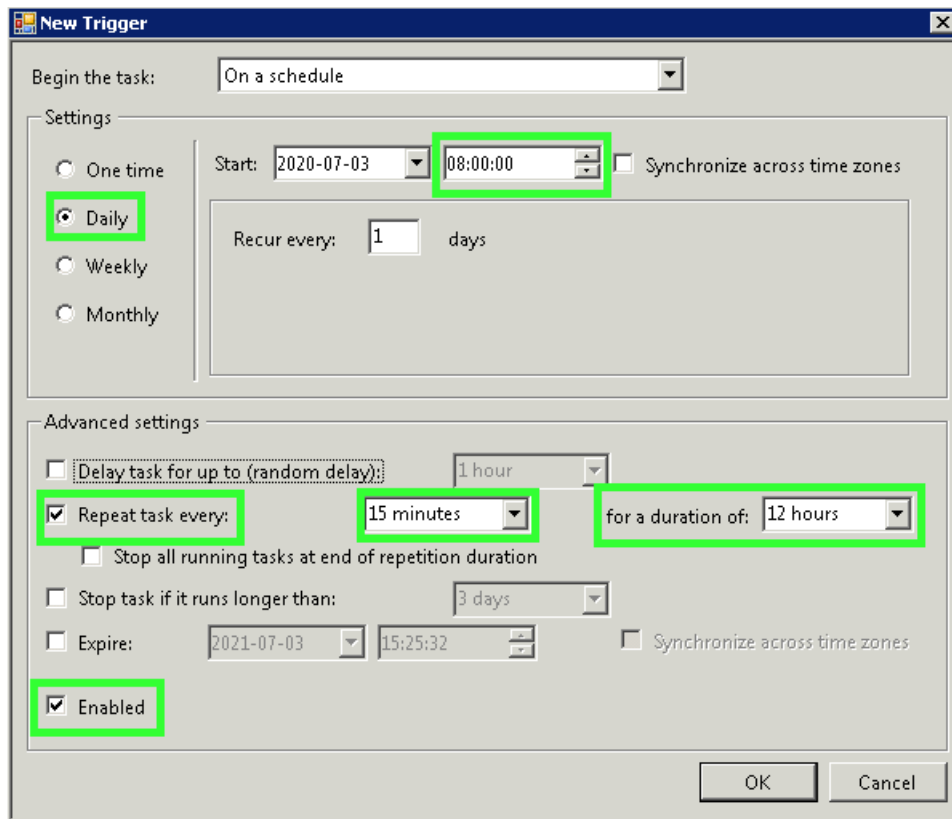 New Trigger
Begin the task: On a schedule
Settings
One time
Start: 2020-07-03 08:00:00 Synchronize across time zones
Daily
Recur every: 1 days
Weekly
Monthly
Advanced settings
Delay task for up to (random delay): 1 hour
Repeat task every: 15 minutes for a duration of: 12 hours
Stop all running tasks at end of repetition duration
Stop task if it runs longer than: 3 days
Expire: 2021-07-03 15:25:32 Synchronize across time zones
Enabled
OK Cancel